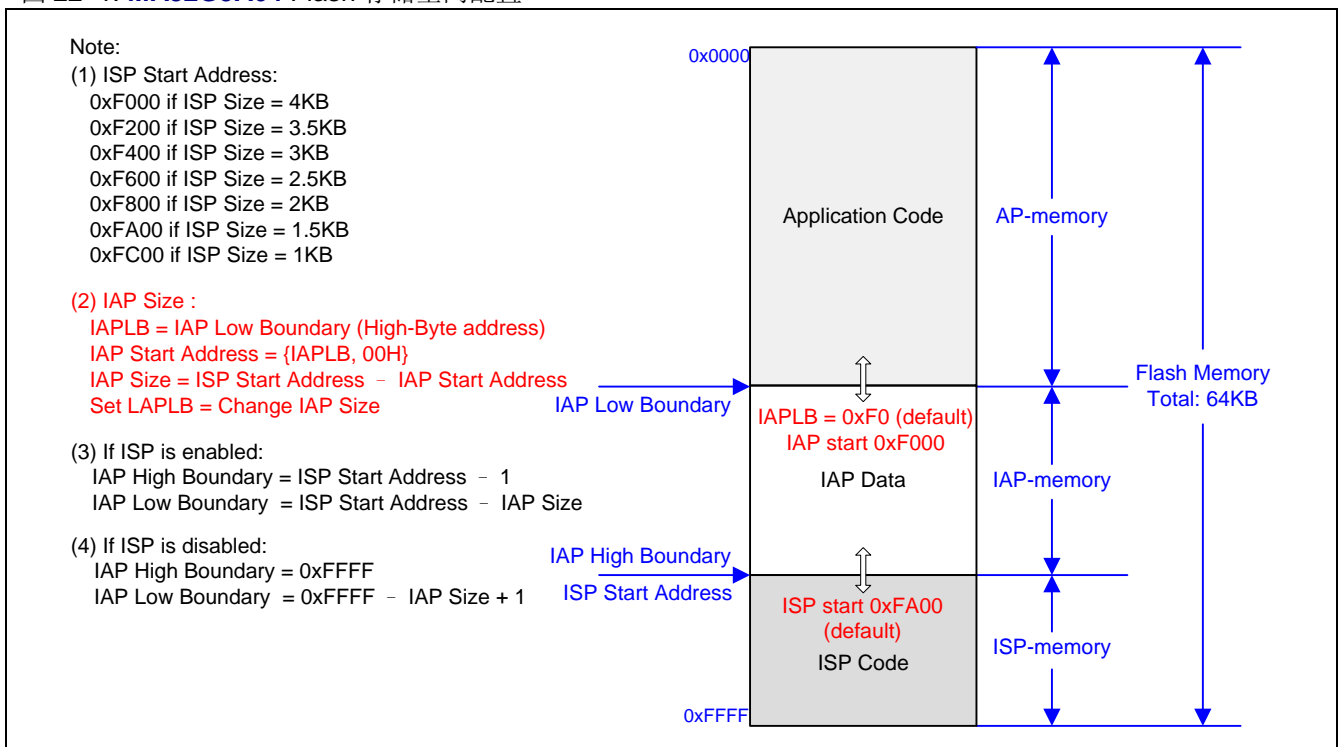 Flash 存储空间配置
Note:
(1) ISP Start Address:
0xF000 if ISP Size = 4KB
0xF200 if ISP Size = 3.5KB
0xF400 if ISP Size = 3KB
0xF600 if ISP Size = 2.5KB
0xF800 if ISP Size = 2KB
0xFA00 if ISP Size = 1.5KB
0xFC00 if ISP Size = 1KB
(2) IAP Size :
IAPLB = IAP Low Boundary (High-Byte address)
IAP Start Address = {IAPLB, 00H}
IAP Size = ISP Start Address – IAP Start Address
Set LAPLB = Change IAP Size
(3) If ISP is enabled:
IAP High Boundary = ISP Start Address – 1
IAP Low Boundary = ISP Start Address – IAP Size
(4) If ISP is disabled:
IAP High Boundary = 0xFFFF
IAP Low Boundary = 0xFFFF – IAP Size + 1
0x0000
Application Code
AP-memory
IAP Low Boundary
IAPLB = 0xF0 (default)
IAP start 0xF000
IAP Data
IAP-memory
Flash Memory
Total: 64KB
IAP High Boundary
ISP Start Address
ISP start 0xFA00
(default)
ISP Code
ISP-memory
0xFFFF